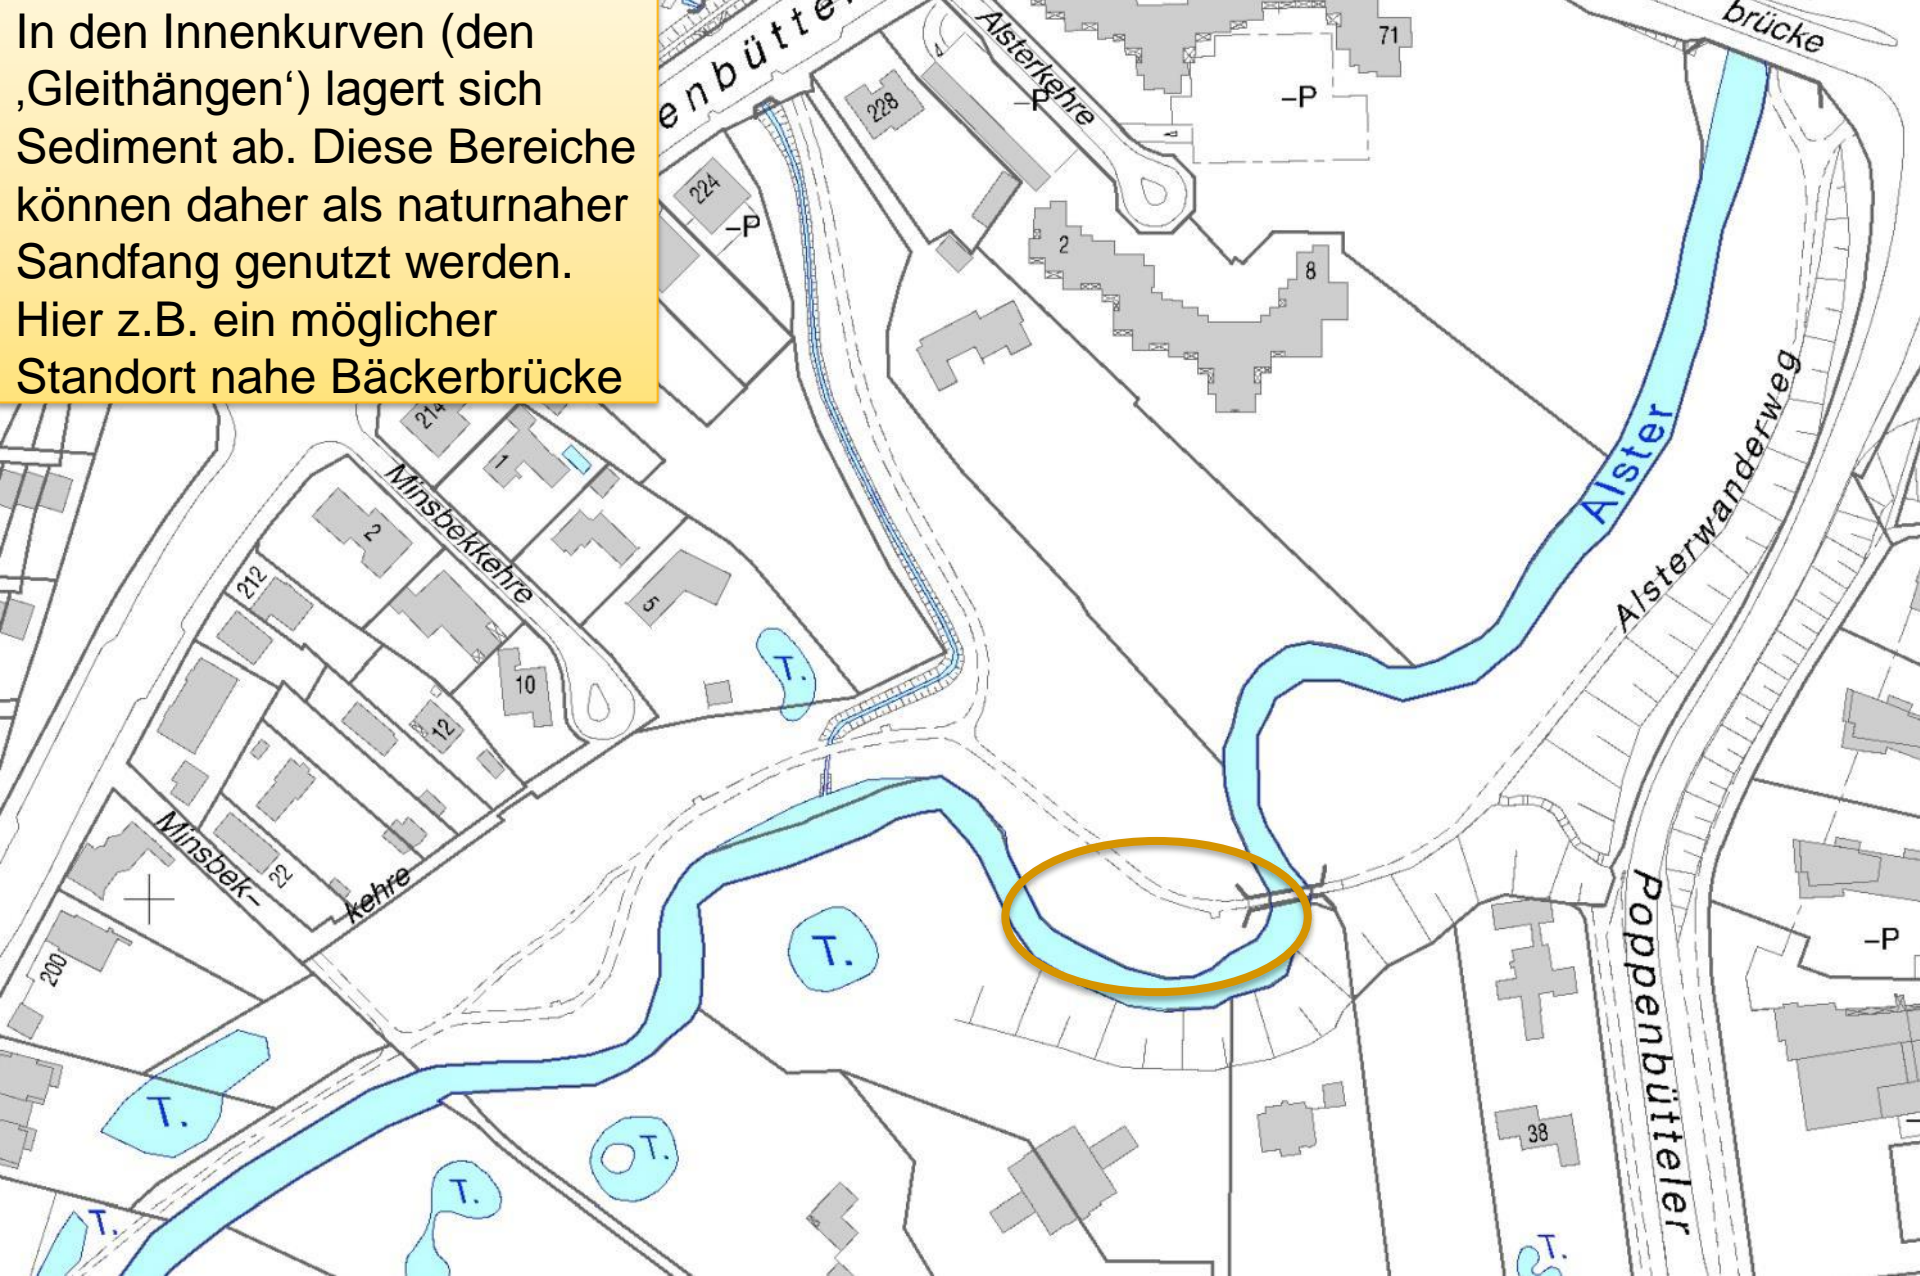 In den Innenkurven (den
‚Gleithängen‘) lagert sich
Sediment ab. Diese Bereiche
können daher als naturnaher
Sandfang genutzt werden.
Hier z.B. ein möglicher
Standort nahe Bäckerbrücke
enbütte
Alsterkehre
brücke
71
–P
–P
228
224
–P
2
8
214
1
Minsbekkehre
2
212
5
10
12
T.
Alster
Alsterwanderweg
Minsbek–
kehre
22
200
T.
T.
T.
T.
T.
Poppenbütteler
–P
38
T.